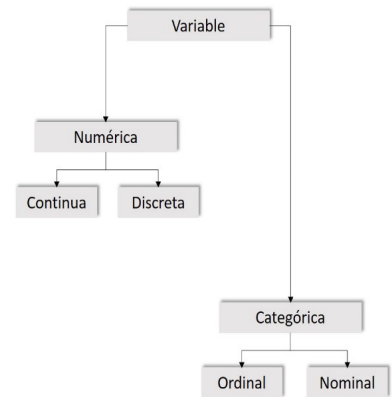 Variable
Numérica
Continua
Discreta
Categórica
Ordinal
Nominal